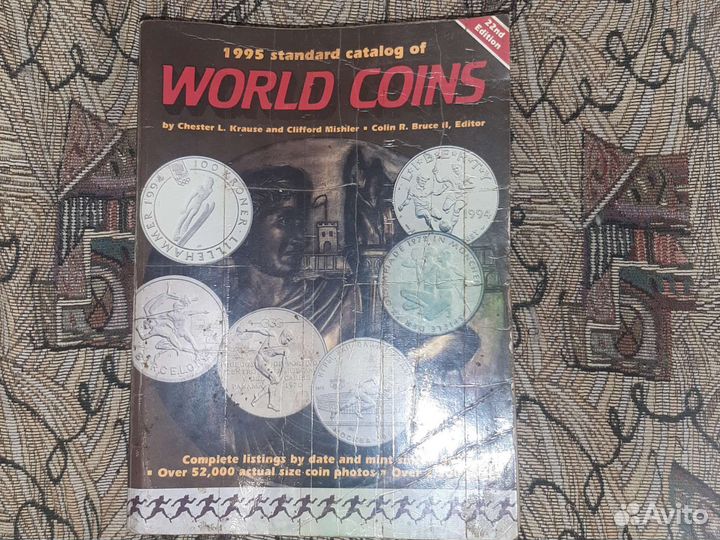 1995 standard catalog of
22nd
Edition
WORLD COINS
by Chester L. Krause and Clifford Mishler • Colin R. Bruce II, Editor
LILLEHAMMER 1994
100 KRONER
LIBERTY
1994
Complete listings by date and mint
• Over 52,000 actual size coin photos • Over
Avito